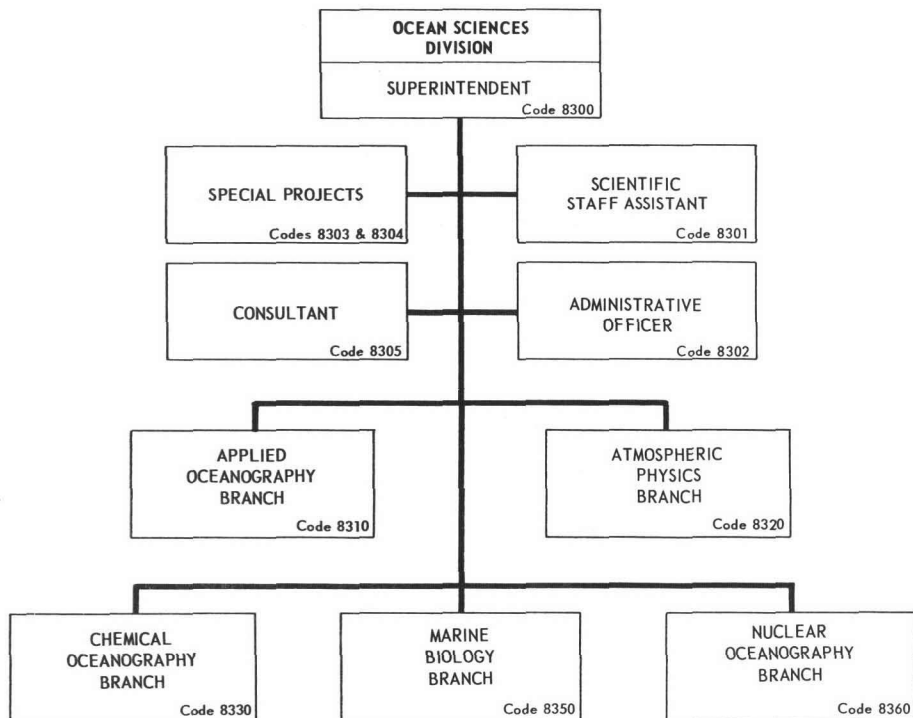 OCEAN SCIENCES
DIVISION
SUPERINTENDENT
Code 8300
SPECIAL PROJECTS
Codes 8303 & 8304
SCIENTIFIC
STAFF ASSISTANT
Code 8301
CONSULTANT
Code 8305
ADMINISTRATIVE
OFFICER
Code 8302
APPLIED
OCEANOGRAPHY
BRANCH
Code 8310
ATMOSPHERIC
PHYSICS
BRANCH
Code 8320
CHEMICAL
OCEANOGRAPHY
BRANCH
Code 8330
MARINE
BIOLOGY
BRANCH
Code 8350
NUCLEAR
OCEANOGRAPHY
BRANCH
Code 8360